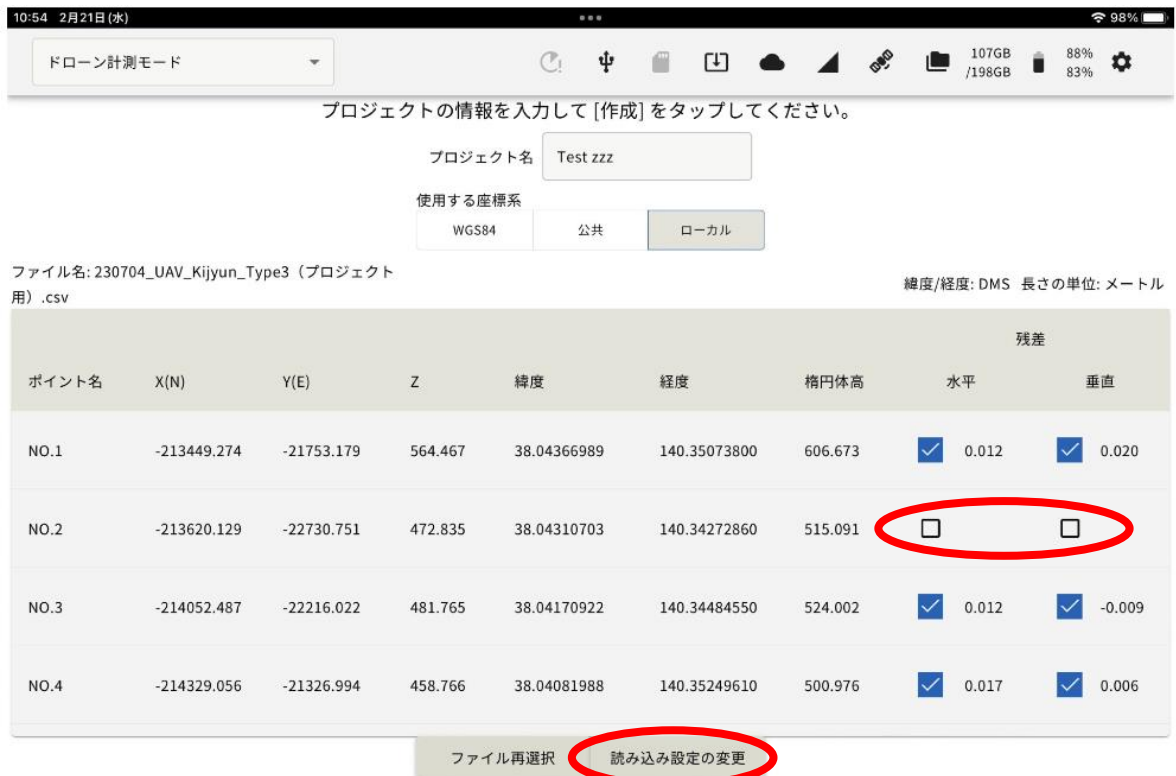 10:54 2月21日(水) 98%
ドローン計測モード 107GB /198GB 88% 83%
プロジェクトの情報を入力して [作成] をタップしてください。
プロジェクト名 Test zzz
使用する座標系
WGS84 公共 ローカル
ファイル名: 230704_UAV_Kijyun_Type3（プロジェクト
用）.csv
緯度/経度: DMS 長さの単位: メートル
残差
ポイント名 X(N) Y(E) Z 緯度 経度 楕円体高 水平 垂直
NO.1 -213449.274 -21753.179 564.467 38.04366989 140.35073800 606.673 0.012 0.020
NO.2 -213620.129 -22730.751 472.835 38.04310703 140.34272860 515.091
NO.3 -214052.487 -22216.022 481.765 38.04170922 140.34484550 524.002 0.012 -0.009
NO.4 -214329.056 -21326.994 458.766 38.04081988 140.35249610 500.976 0.017 0.006
ファイル再選択 読み込み設定の変更